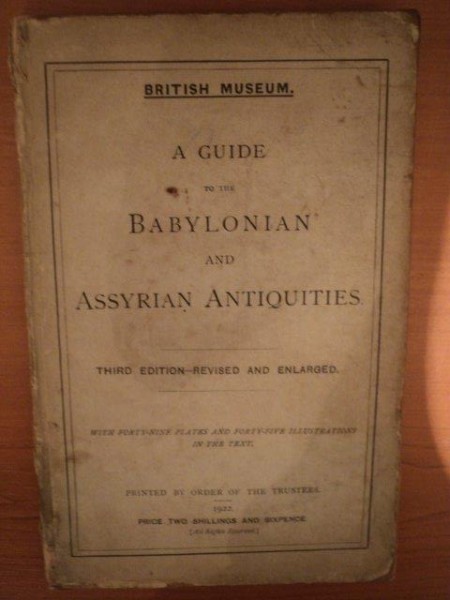 BRITISH MUSEUM.
A GUIDE
TO THE
BABYLONIAN
AND
ASSYRIAN ANTIQUITIES.
THIRD EDITION—REVISED AND ENLARGED.
WITH FORTY-NINE PLATES AND FORTY-FIVE ILLUSTRATIONS
IN THE TEXT.
PRINTED BY ORDER OF THE TRUSTEES.
1922.
PRICE TWO SHILLINGS AND SIXPENCE.
[All Rights Reserved.]